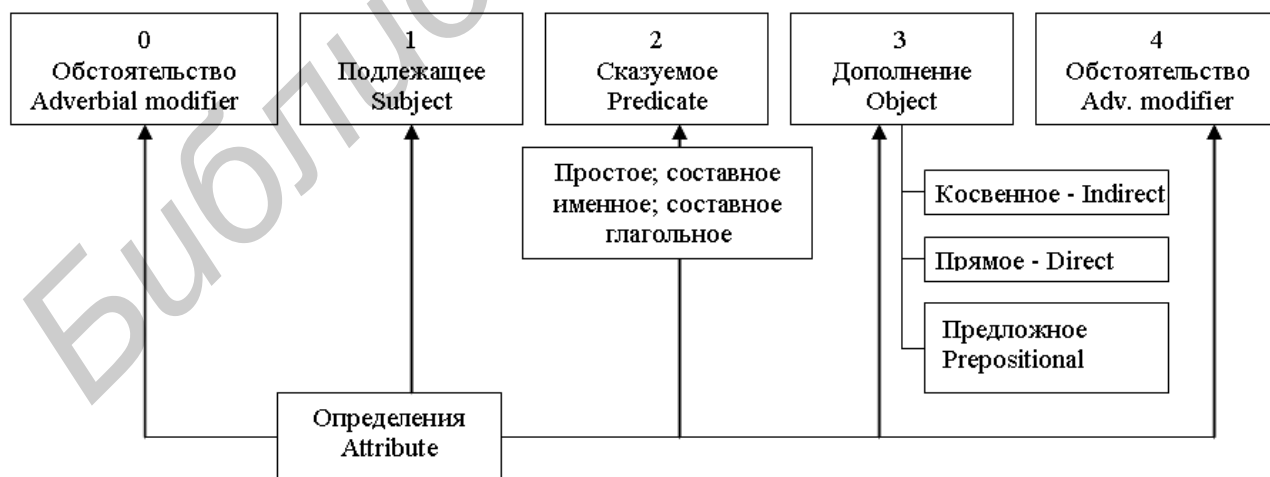 0
Обстоятельство
Adverbial modifier
1
Подлежащее
Subject
2
Сказуемое
Predicate
3
Дополнение
Object
4
Обстоятельство
Adv. modifier
Простое; составное
именное; составное
глагольное
Косвенное - Indirect
Прямое - Direct
Предложное
Prepositional
Определения
Attribute